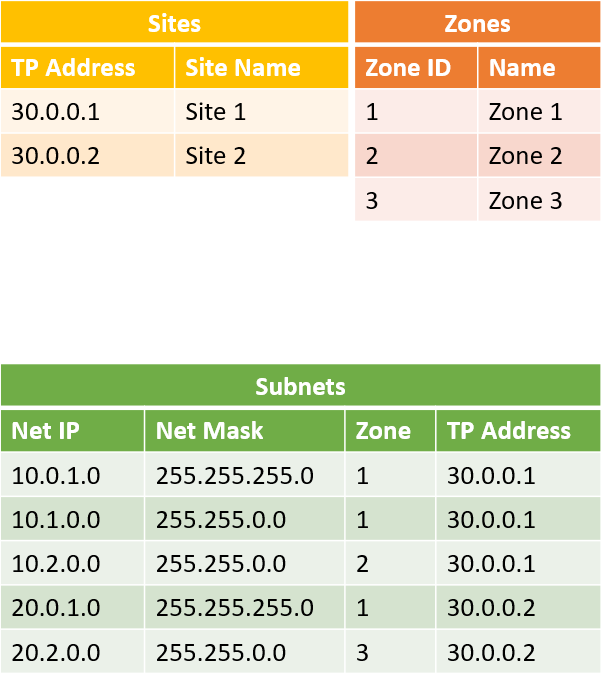 Sites
TP Address Site Name
30.0.0.1 Site 1
30.0.0.2 Site 2
Zones
Zone ID Name
1 Zone 1
2 Zone 2
3 Zone 3
Subnets
Net IP Net Mask Zone TP Address
10.0.1.0 255.255.255.0 1 30.0.0.1
10.1.0.0 255.255.0.0 1 30.0.0.1
10.2.0.0 255.255.0.0 2 30.0.0.1
20.0.1.0 255.255.255.0 1 30.0.0.2
20.2.0.0 255.255.0.0 3 30.0.0.2